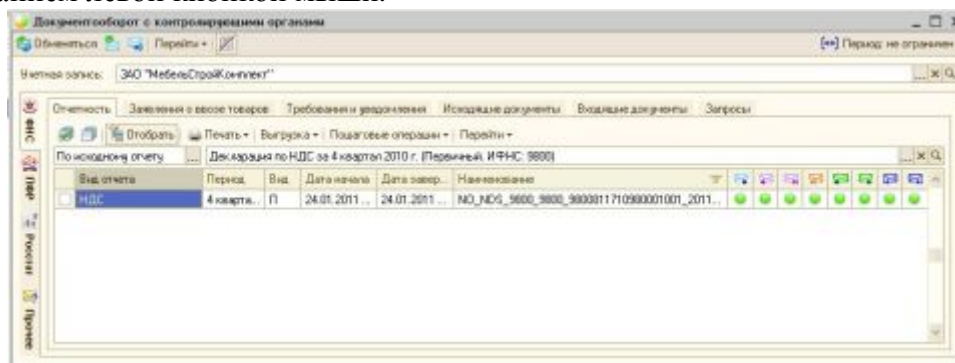 Документооборот с контролирующими органами
Обменяться Перейти Период: не ограничен
Учетная запись: ЗАО "МебельСтройКомплект"
Отчетность Заявления о ввозе товаров Требования и уведомления Исходящие документы Входящие документы Запросы
ФНС
Отобрать Печать Выгрузка Пошаговые операции Перейти
По исходному отчету ... Декларация по НДС за 4 квартал 2010 г. (Первичный, ИФНС: 9800)
ПФР
Вид отчета Период Вид Дата начала Дата завер... Наименование
НДС 4 кварта... П 24.01.2011 ... 24.01.2011 ...
Росстат
Прочее